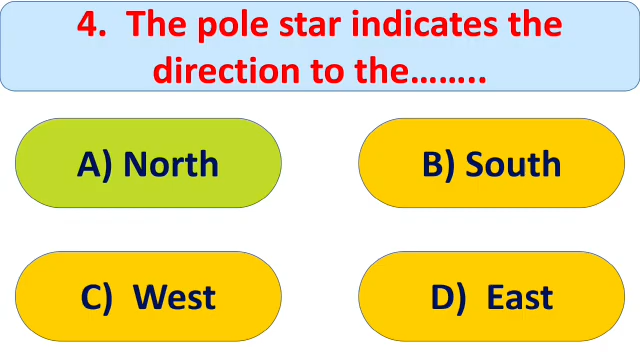 4. The pole star indicates the
direction to the……..
A) North
B) South
C) West
D) East